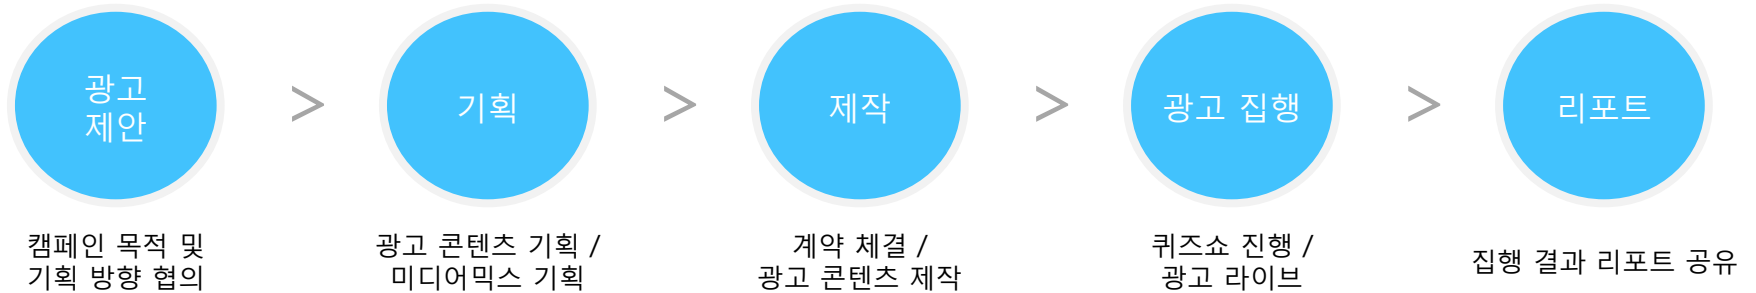 광고
제안
>
기획
>
제작
>
광고 집행
>
리포트
캠페인 목적 및
기획 방향 협의
광고 콘텐츠 기획 /
미디어믹스 기획
계약 체결 /
광고 콘텐츠 제작
퀴즈쇼 진행 /
광고 라이브
집행 결과 리포트 공유